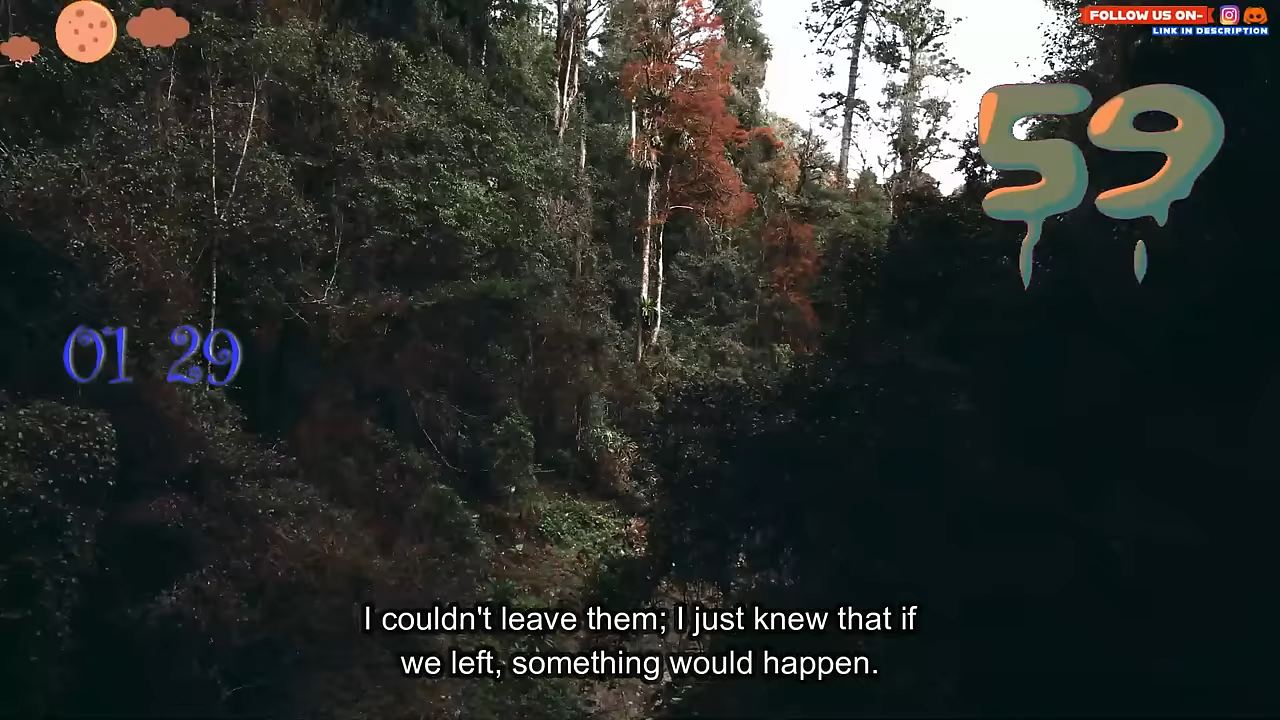 FOLLOW US ON-
LINK IN DESCRIPTION
59
01 29
I couldn't leave them; I just knew that if
we left, something would happen.